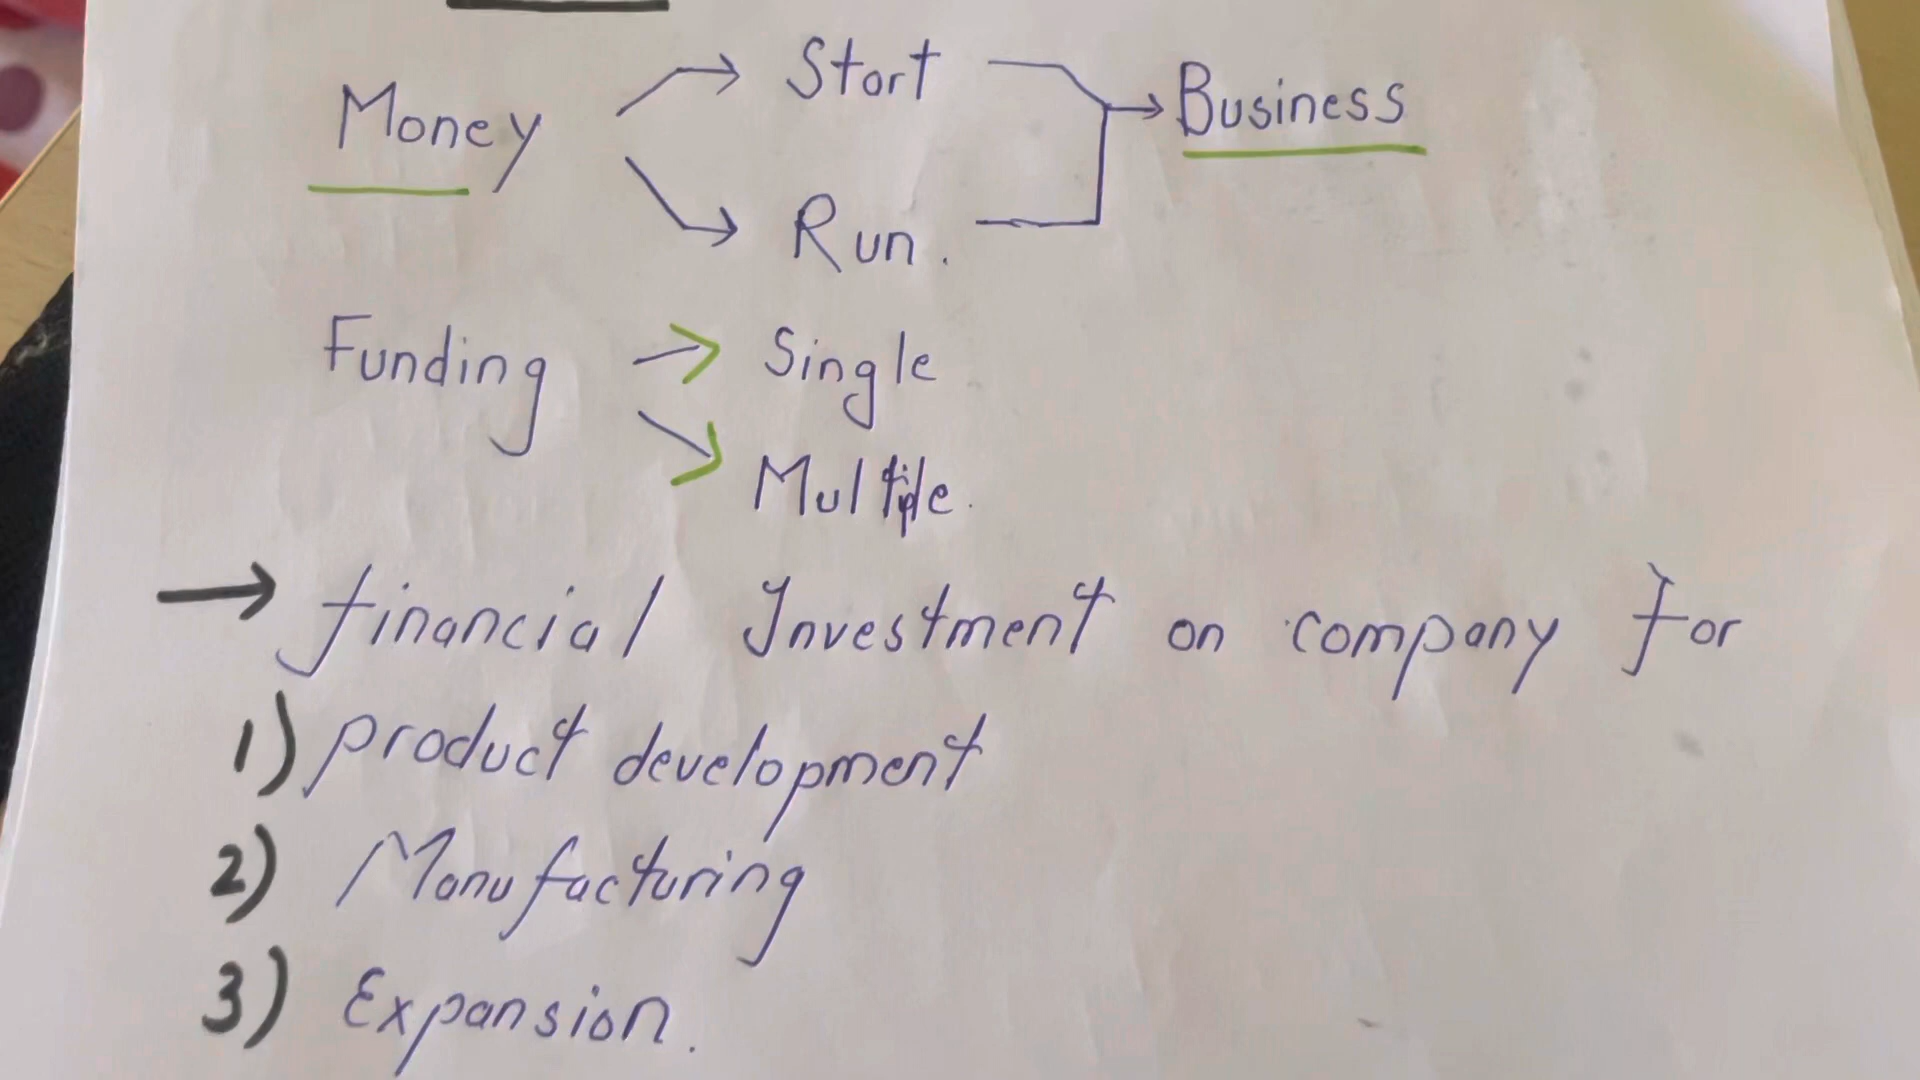 Money → Start → Business
→ Run.
Funding → Single
→ Multiple.
→ financial Investment on company for
1) product development
2) Manufacturing
3) Expansion.